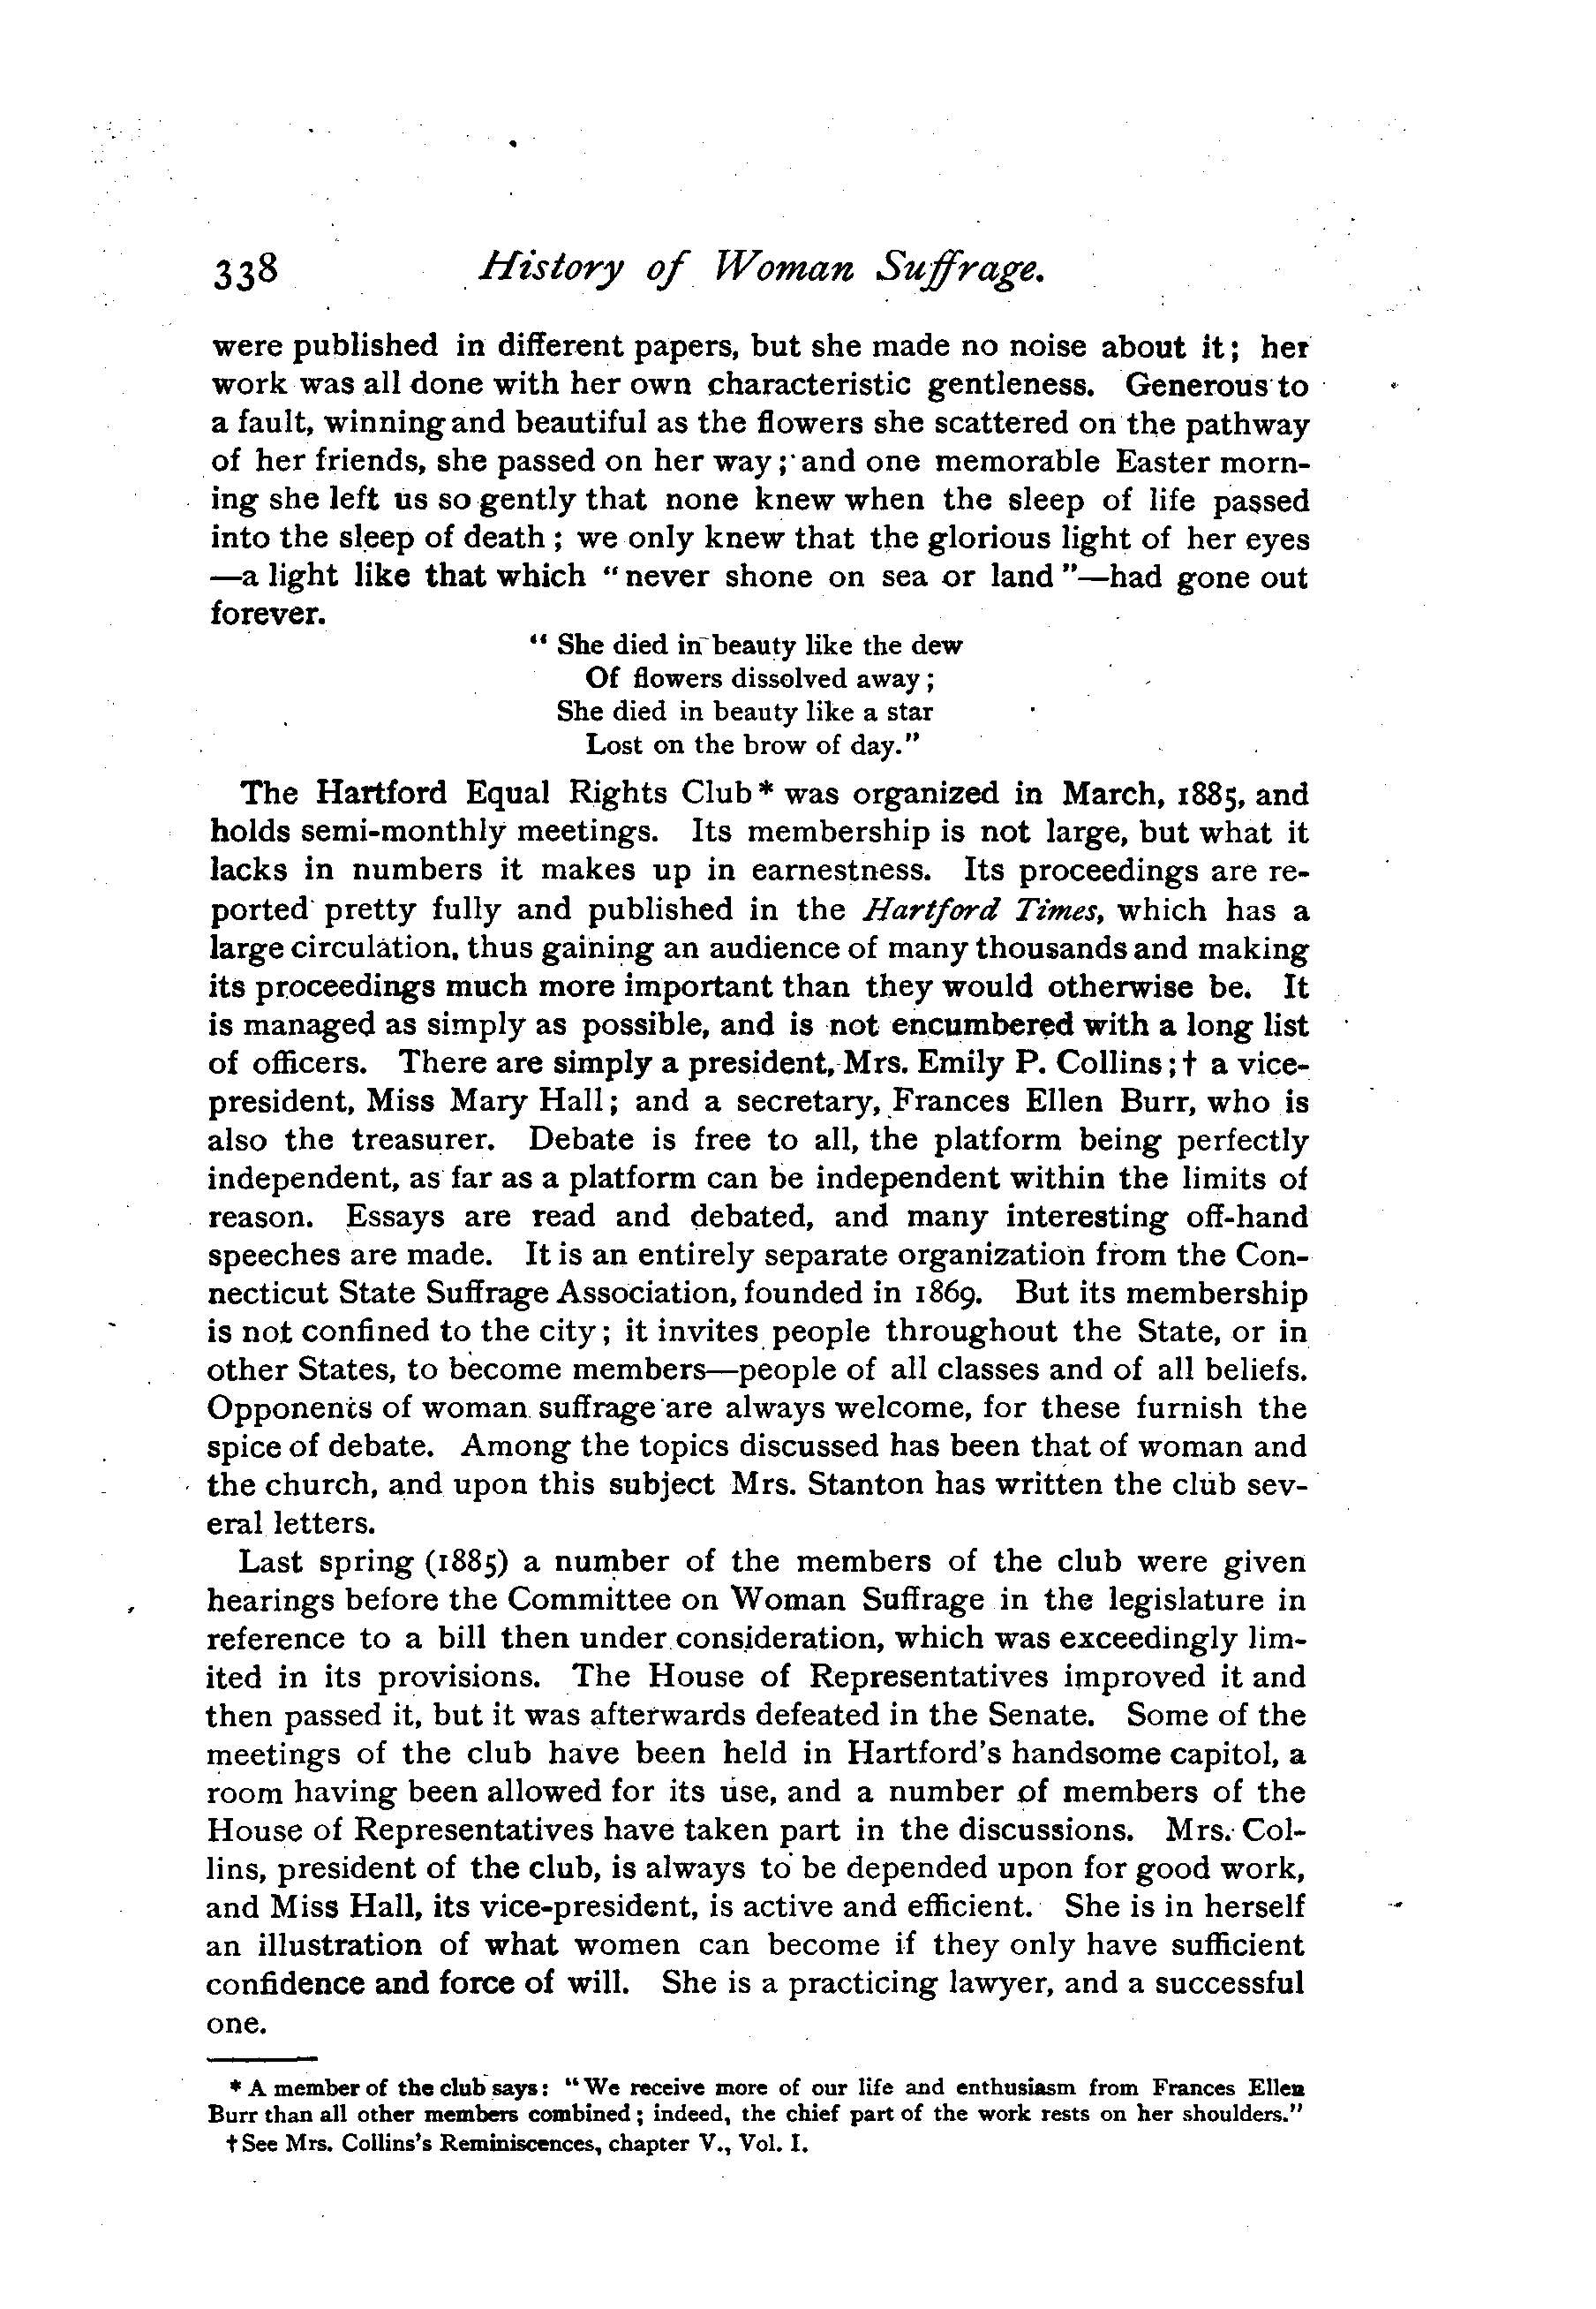 338 History of Woman Suffrage.
were published in different papers, but she made no noise about it; her
work was all done with her own characteristic gentleness. Generous to
a fault, winning and beautiful as the flowers she scattered on the pathway
of her friends, she passed on her way; and one memorable Easter morn-
ing she left us so gently that none knew when the sleep of life passed
into the sleep of death; we only knew that the glorious light of her eyes
—a light like that which "never shone on sea or land"—had gone out
forever.
"She died in beauty like the dew
Of flowers dissolved away;
She died in beauty like a star
Lost on the brow of day."
The Hartford Equal Rights Club* was organized in March, 1885, and
holds semi-monthly meetings. Its membership is not large, but what it
lacks in numbers it makes up in earnestness. Its proceedings are re-
ported pretty fully and published in the Hartford Times, which has a
large circulation, thus gaining an audience of many thousands and making
its proceedings much more important than they would otherwise be. It
is managed as simply as possible, and is not encumbered with a long list
of officers. There are simply a president, Mrs. Emily P. Collins;† a vice-
president, Miss Mary Hall; and a secretary, Frances Ellen Burr, who is
also the treasurer. Debate is free to all, the platform being perfectly
independent, as far as a platform can be independent within the limits of
reason. Essays are read and debated, and many interesting off-hand
speeches are made. It is an entirely separate organization from the Con-
necticut State Suffrage Association, founded in 1869. But its membership
is not confined to the city; it invites people throughout the State, or in
other States, to become members—people of all classes and of all beliefs.
Opponents of woman suffrage are always welcome, for these furnish the
spice of debate. Among the topics discussed has been that of woman and
the church, and upon this subject Mrs. Stanton has written the club sev-
eral letters.
Last spring (1885) a number of the members of the club were given
hearings before the Committee on Woman Suffrage in the legislature in
reference to a bill then under consideration, which was exceedingly lim-
ited in its provisions. The House of Representatives improved it and
then passed it, but it was afterwards defeated in the Senate. Some of the
meetings of the club have been held in Hartford's handsome capitol, a
room having been allowed for its use, and a number of members of the
House of Representatives have taken part in the discussions. Mrs. Col-
lins, president of the club, is always to be depended upon for good work,
and Miss Hall, its vice-president, is active and efficient. She is in herself
an illustration of what women can become if they only have sufficient
confidence and force of will. She is a practicing lawyer, and a successful
one.
* A member of the club says: "We receive more of our life and enthusiasm from Frances Ellen
Burr than all other members combined; indeed, the chief part of the work rests on her shoulders."
† See Mrs. Collins's Reminiscences, chapter V., Vol. I.